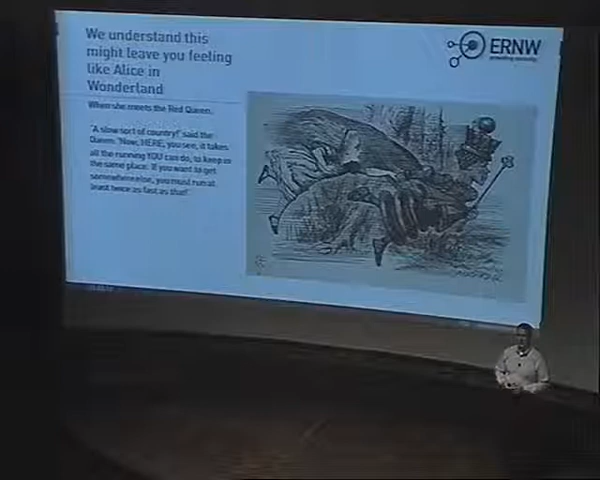 We understand this
might leave you feeling
like Alice in
Wonderland
When she meets the Red Queen.
"A slow sort of country!" said the
Queen. "Now, HERE, you see, it takes
all the running YOU can do, to keep in
the same place. If you want to get
somewhere else, you must run at
least twice as fast as that!"
ERNW
providing security.